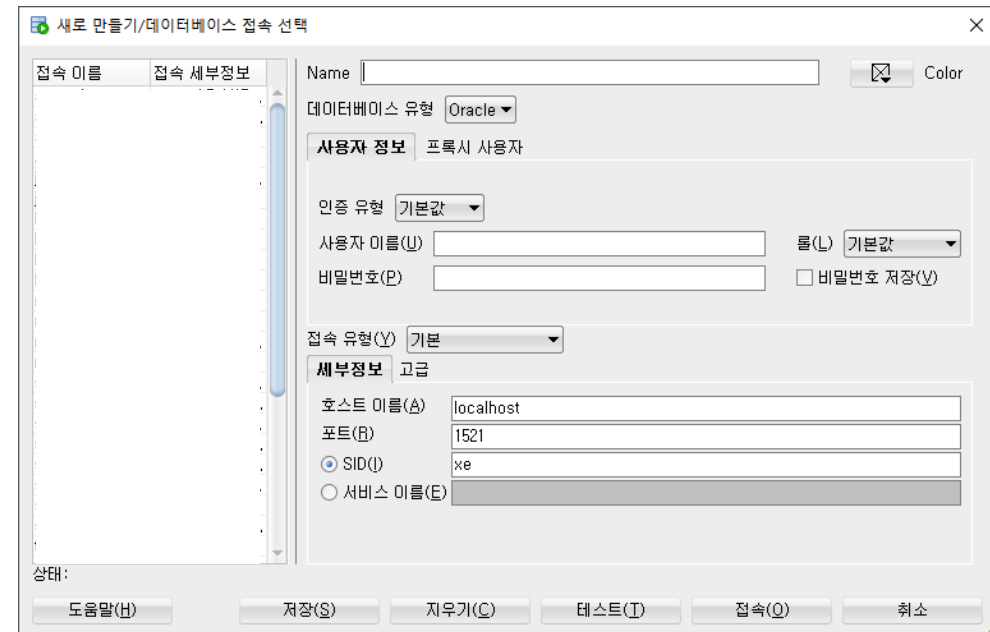 새로 만들기/데이터베이스 접속 선택
접속 이름 접속 세부정보
Name
Color
데이터베이스 유형 Oracle
사용자 정보 프록시 사용자
인증 유형 기본값
사용자 이름(U) 롤(L) 기본값
비밀번호(P) 비밀번호 저장(V)
접속 유형(Y) 기본
세부정보 고급
호스트 이름(A) localhost
포트(R) 1521
SID(I) xe
서비스 이름(E)
상태:
도움말(H) 저장(S) 지우기(C) 테스트(T) 접속(O) 취소